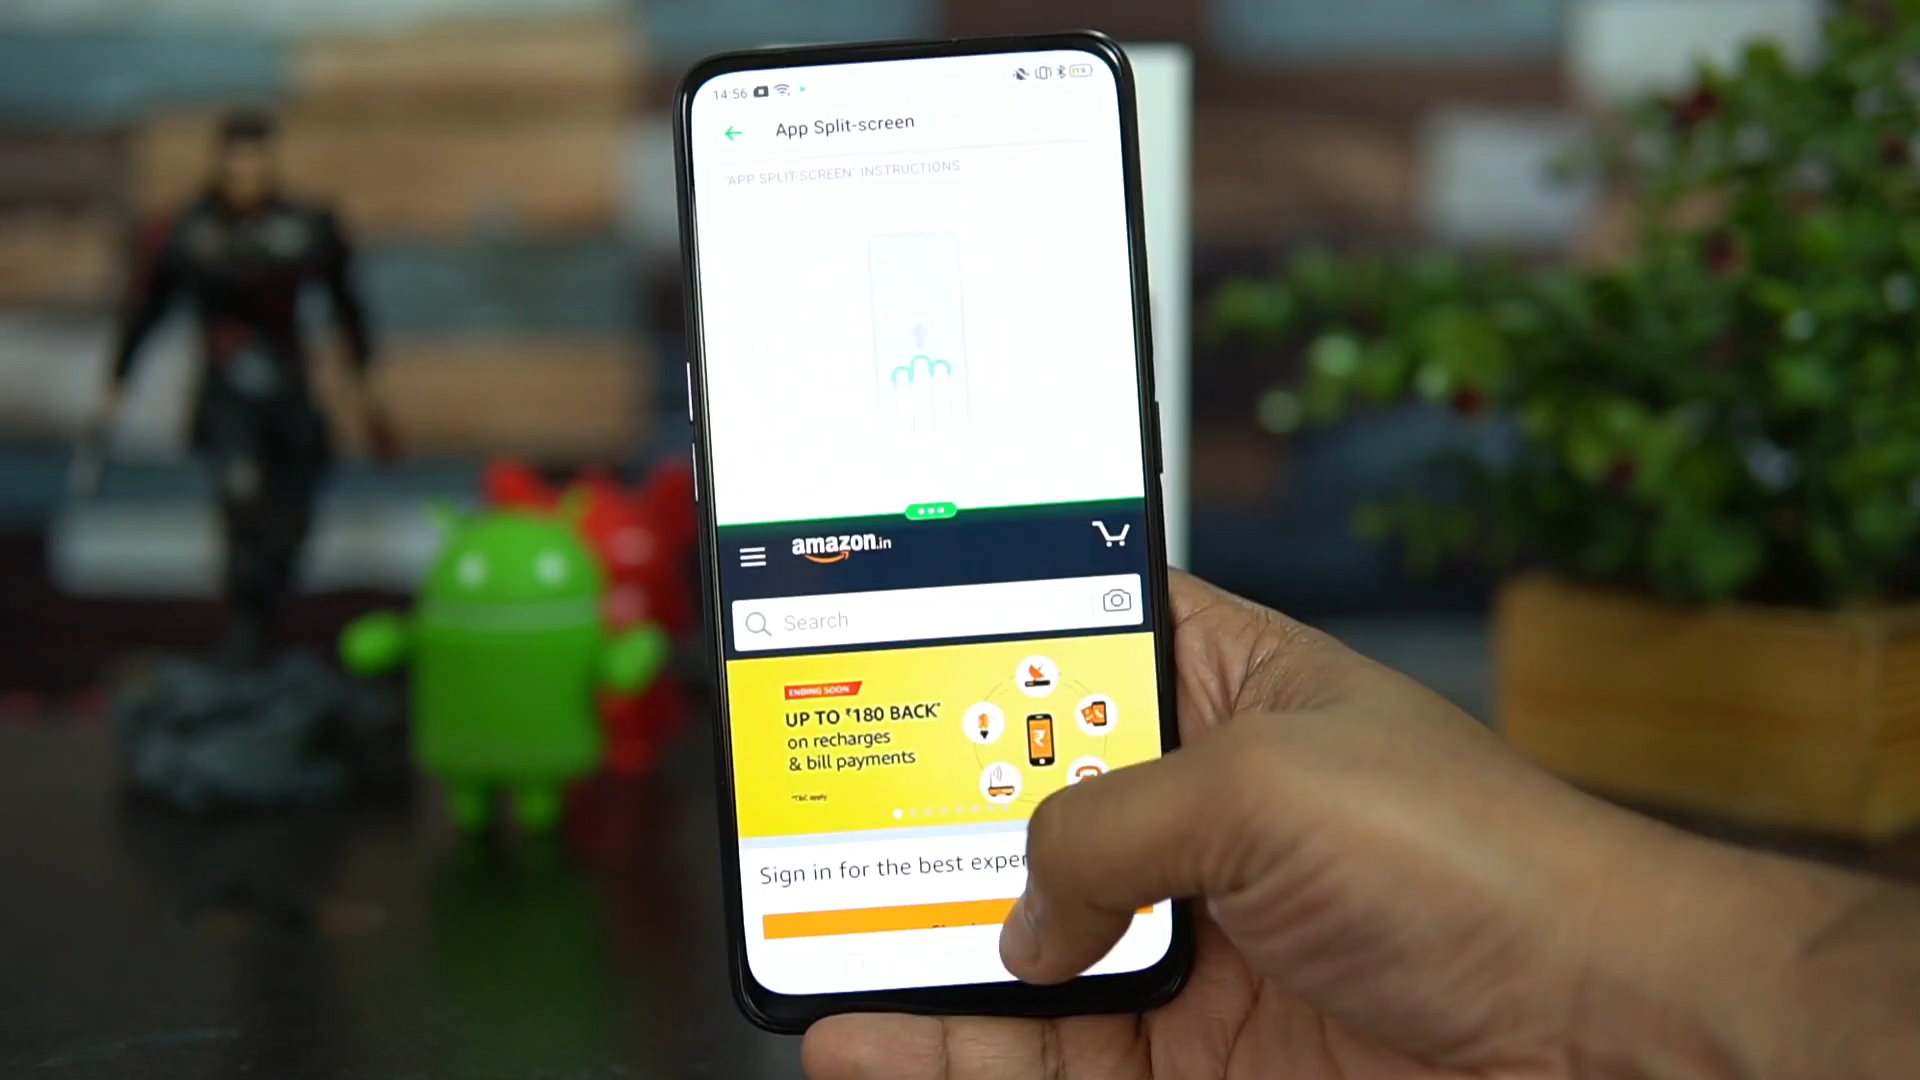 14:56
App Split-screen
"APP SPLIT-SCREEN" INSTRUCTIONS
amazon.in
Search
ENDING SOON
UP TO ₹180 BACK*
on recharges
& bill payments
*T&C apply
Sign in for the best exper